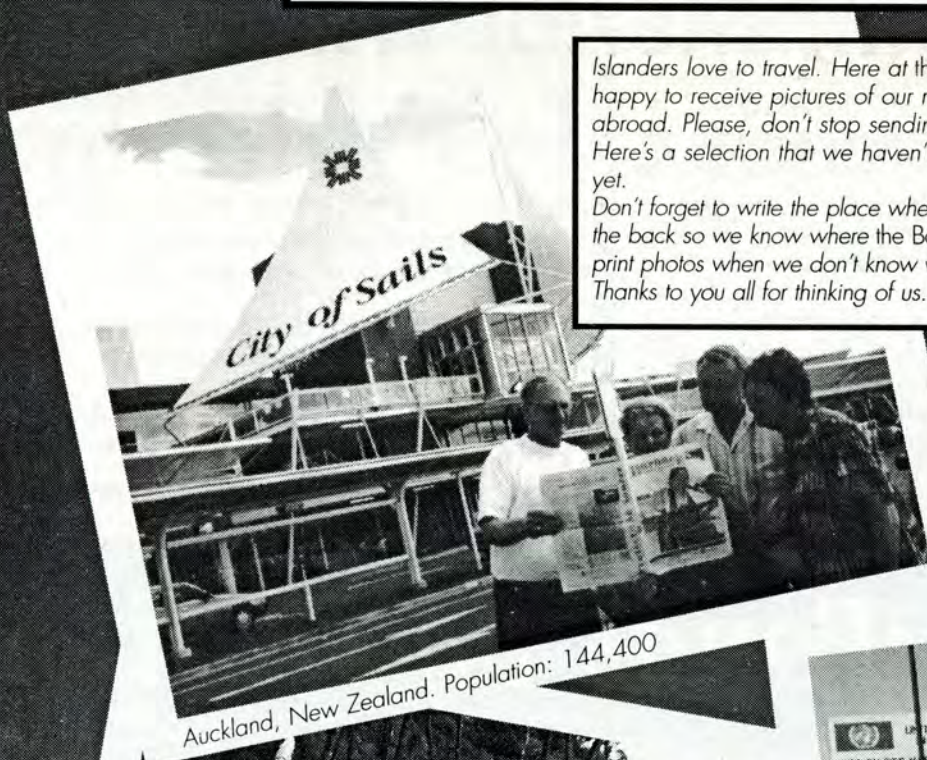 Islanders love to travel. Here at th
happy to receive pictures of our r
abroad. Please, don't stop sendin
Here's a selection that we haven'
yet.
Don't forget to write the place whe
the back so we know where the Bo
print photos when we don't know
Thanks to you all for thinking of us.
City of Sails
Auckland, New Zealand. Population: 144,400